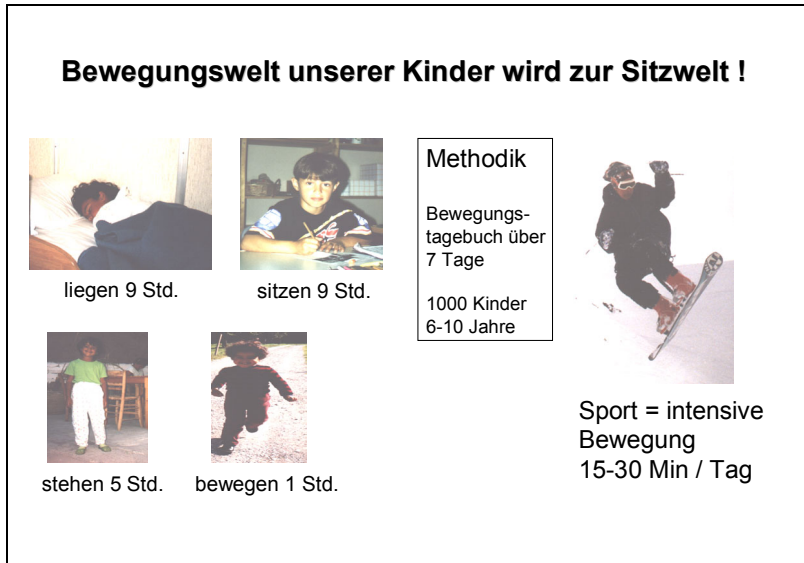 Bewegungswelt unserer Kinder wird zur Sitzwelt !
liegen 9 Std.
sitzen 9 Std.
stehen 5 Std.
bewegen 1 Std.
Methodik
Bewegungs-
tagebuch über
7 Tage
1000 Kinder
6-10 Jahre
Sport = intensive
Bewegung
15-30 Min / Tag